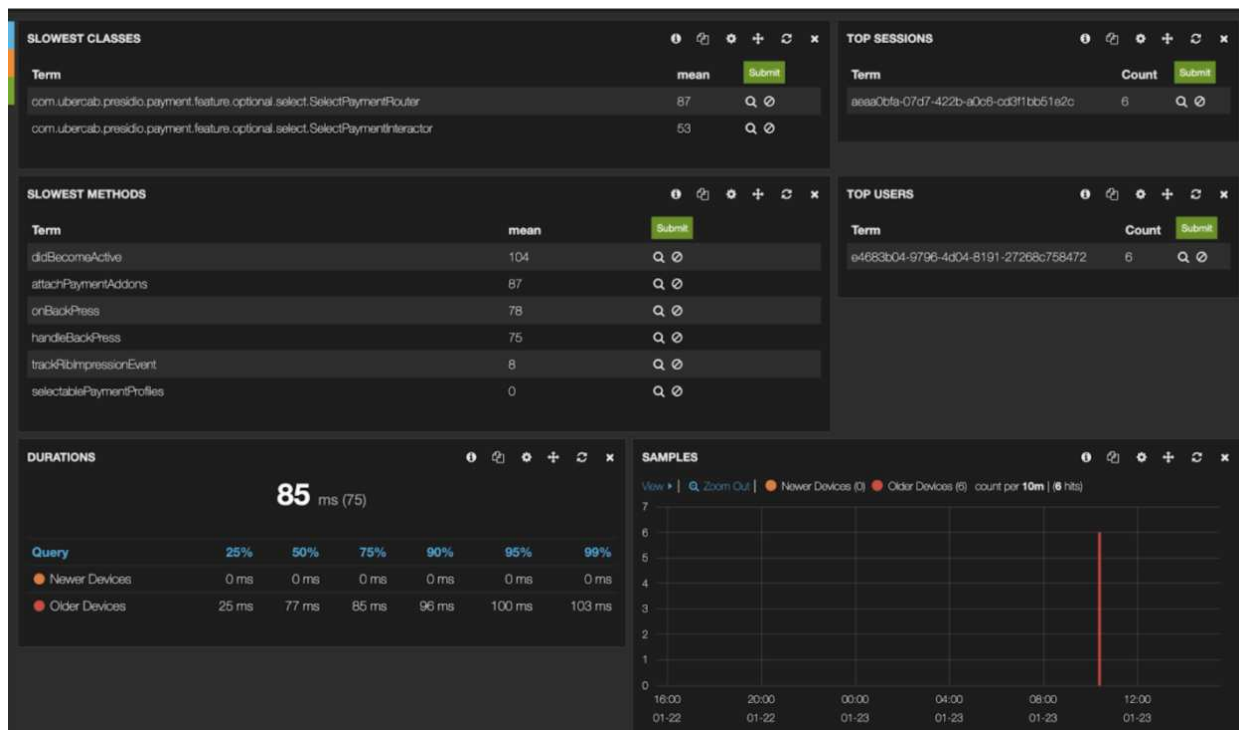 SLOWEST CLASSES
Term mean Submit
com.ubercab.presidio.payment.feature.optional.select.SelectPaymentRouter 87
com.ubercab.presidio.payment.feature.optional.select.SelectPaymentInteractor 53
TOP SESSIONS
Term Count Submit
aeaa0bfa-07d7-422b-a0c6-cd3f1bb51e2c 6
SLOWEST METHODS
Term mean Submit
didBecomeActive 104
attachPaymentAddons 87
onBackPress 78
handleBackPress 75
trackRibImpressionEvent 8
selectablePaymentProfiles 0
TOP USERS
Term Count Submit
e4683b04-9796-4d04-8191-27268c758472 6
DURATIONS
85 ms (75)
Query 25% 50% 75% 90% 95% 99%
Newer Devices 0 ms 0 ms 0 ms 0 ms 0 ms 0 ms
Older Devices 25 ms 77 ms 85 ms 96 ms 100 ms 103 ms
SAMPLES
View | Zoom Out | Newer Devices (0) Older Devices (6) count per 10m | (6 hits)
7
6
5
4
3
2
1
0
16:00 20:00 00:00 04:00 08:00 12:00
01-22 01-22 01-23 01-23 01-23 01-23